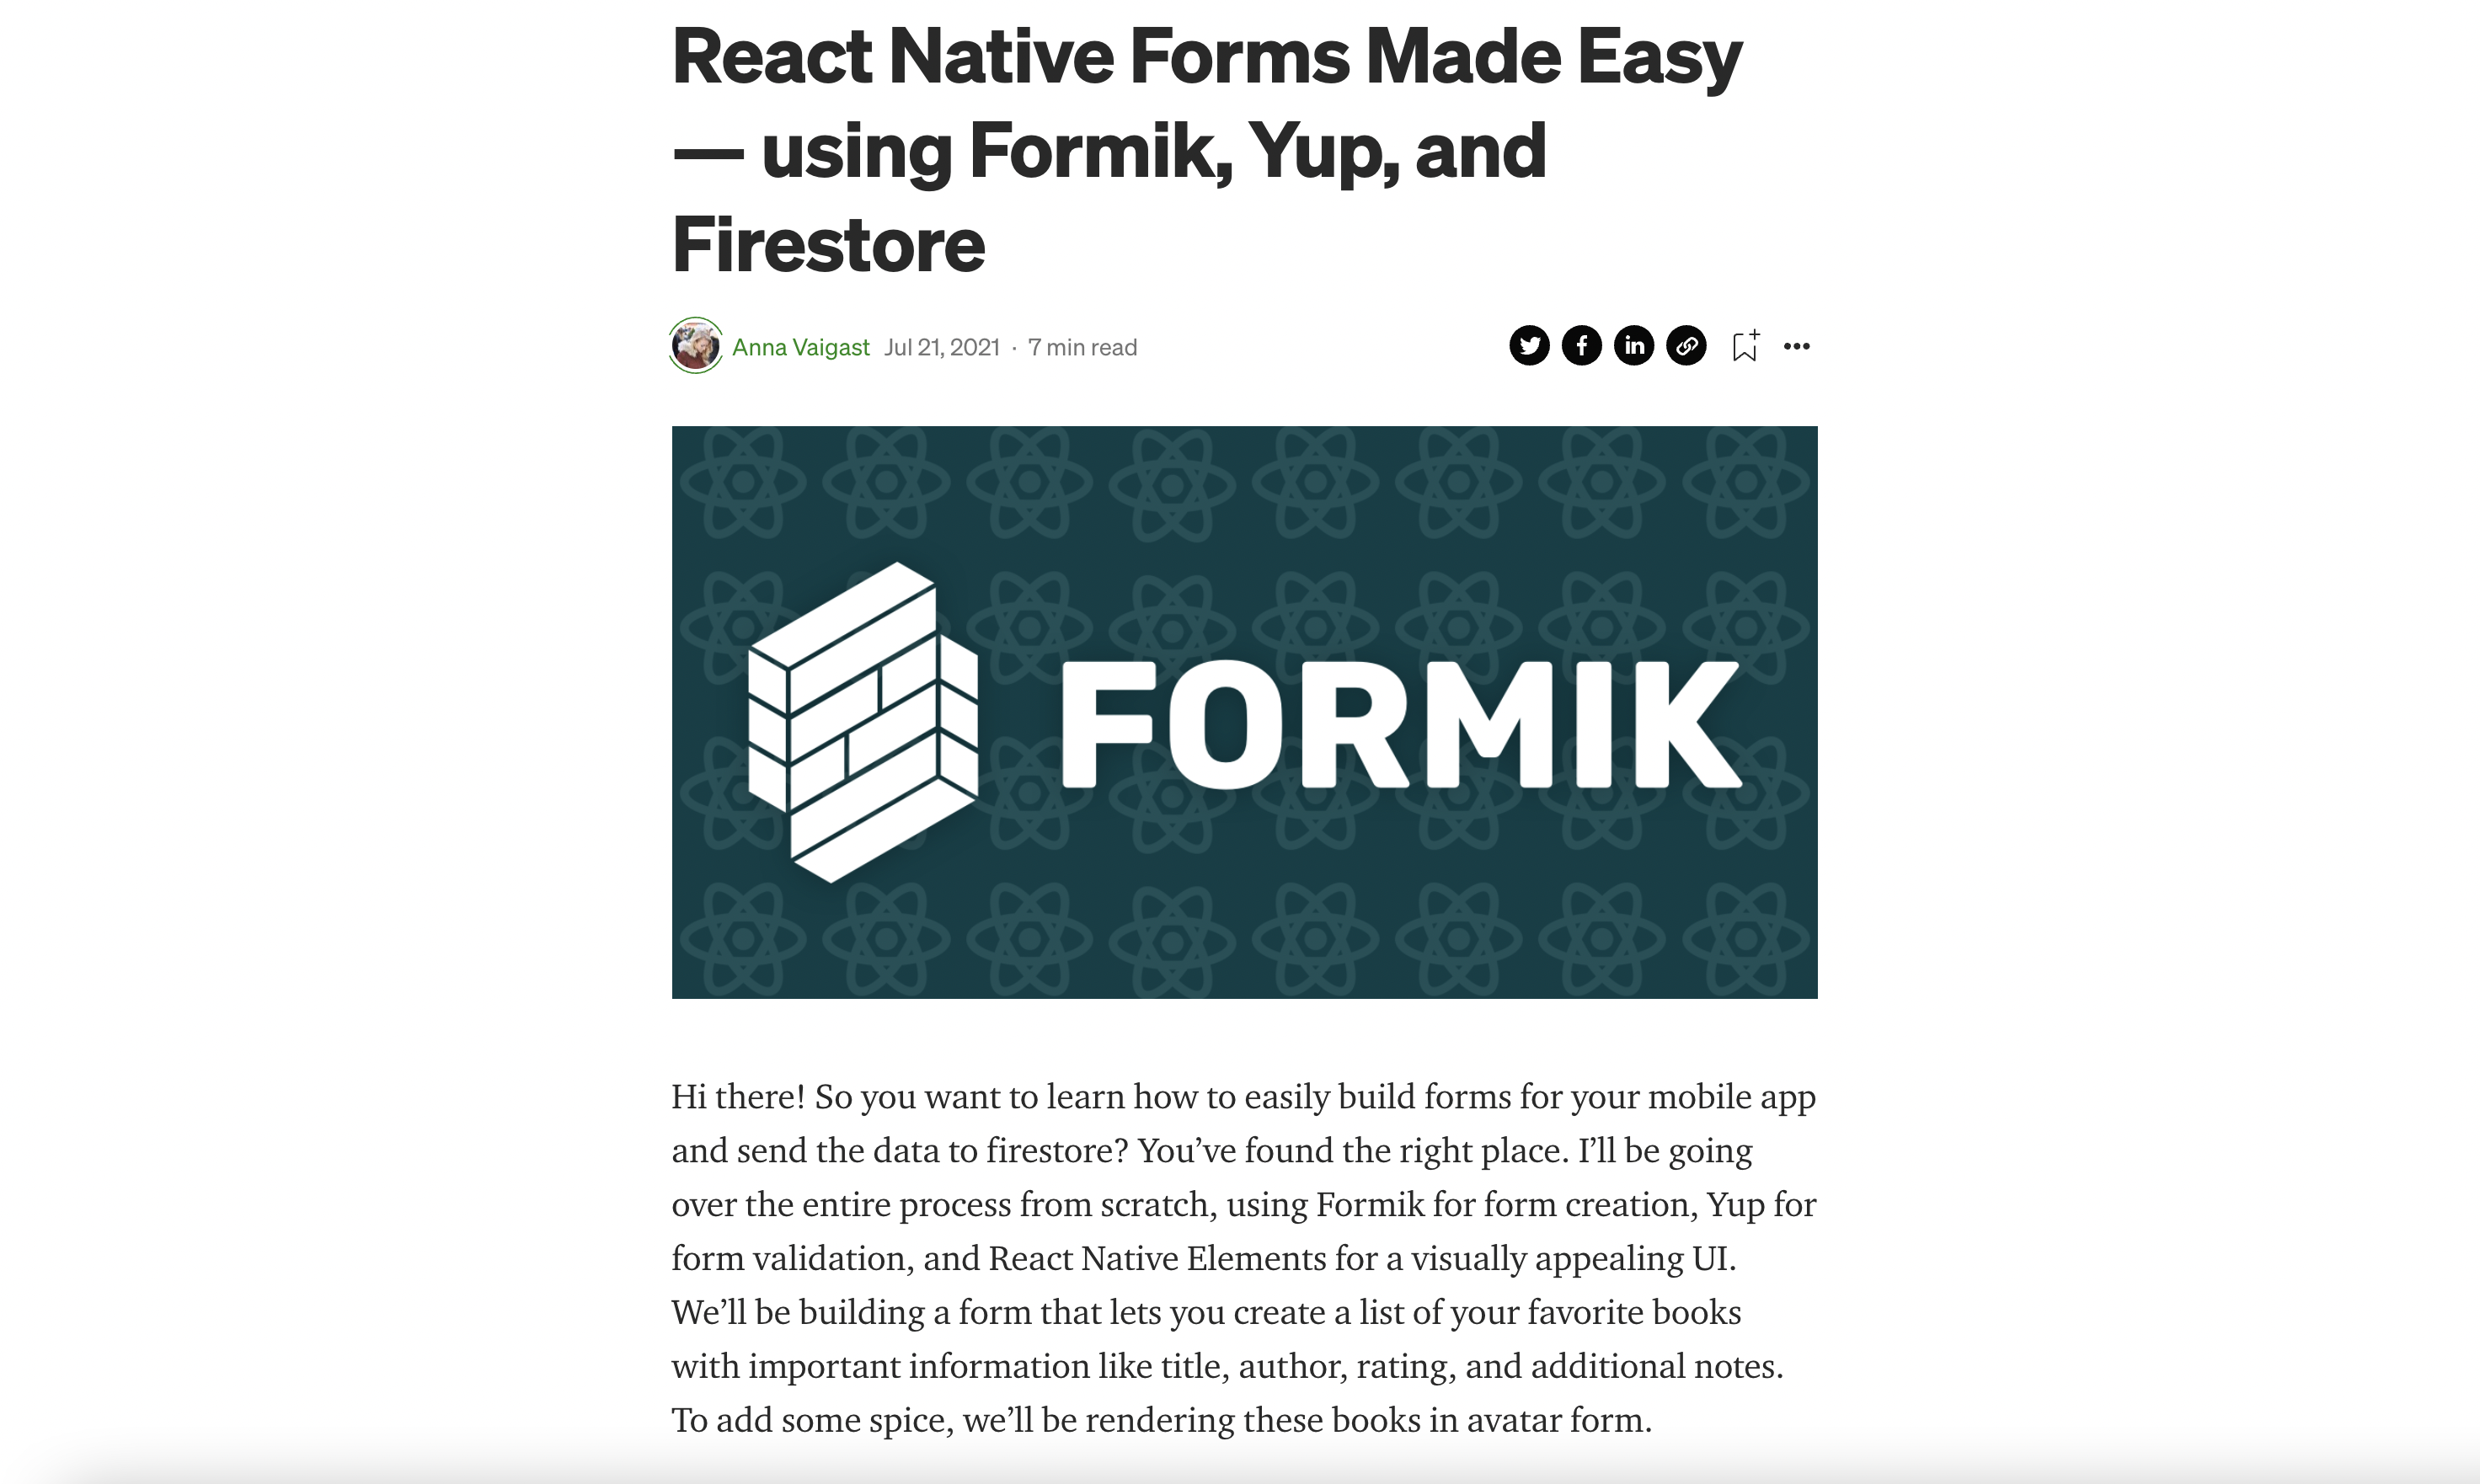 React Native Forms Made Easy
— using Formik, Yup, and
Firestore
Anna Vaigast Jul 21, 2021 · 7 min read
FORMIK
Hi there! So you want to learn how to easily build forms for your mobile app
and send the data to firestore? You’ve found the right place. I’ll be going
over the entire process from scratch, using Formik for form creation, Yup for
form validation, and React Native Elements for a visually appealing UI.
We’ll be building a form that lets you create a list of your favorite books
with important information like title, author, rating, and additional notes.
To add some spice, we’ll be rendering these books in avatar form.